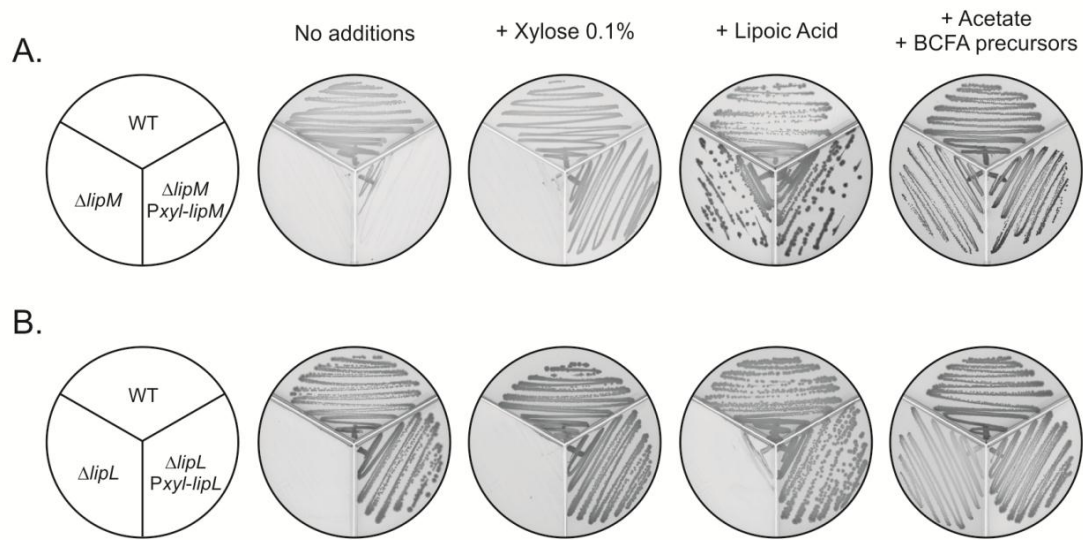 A.
No additions
+ Xylose 0.1%
+ Lipoic Acid
+ Acetate
+ BCFA precursors
WT
ΔlipM
ΔlipM
Pxyl-lipM
B.
WT
ΔlipL
ΔlipL
Pxyl-lipL